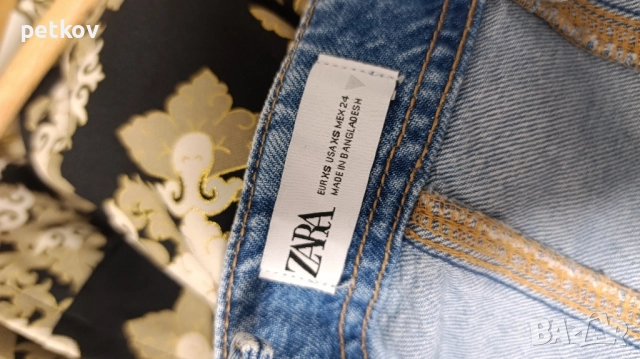 petkov
ZARA
EUR XS USA XS MEX 24
MADE IN BANGLADESH
BAZAR